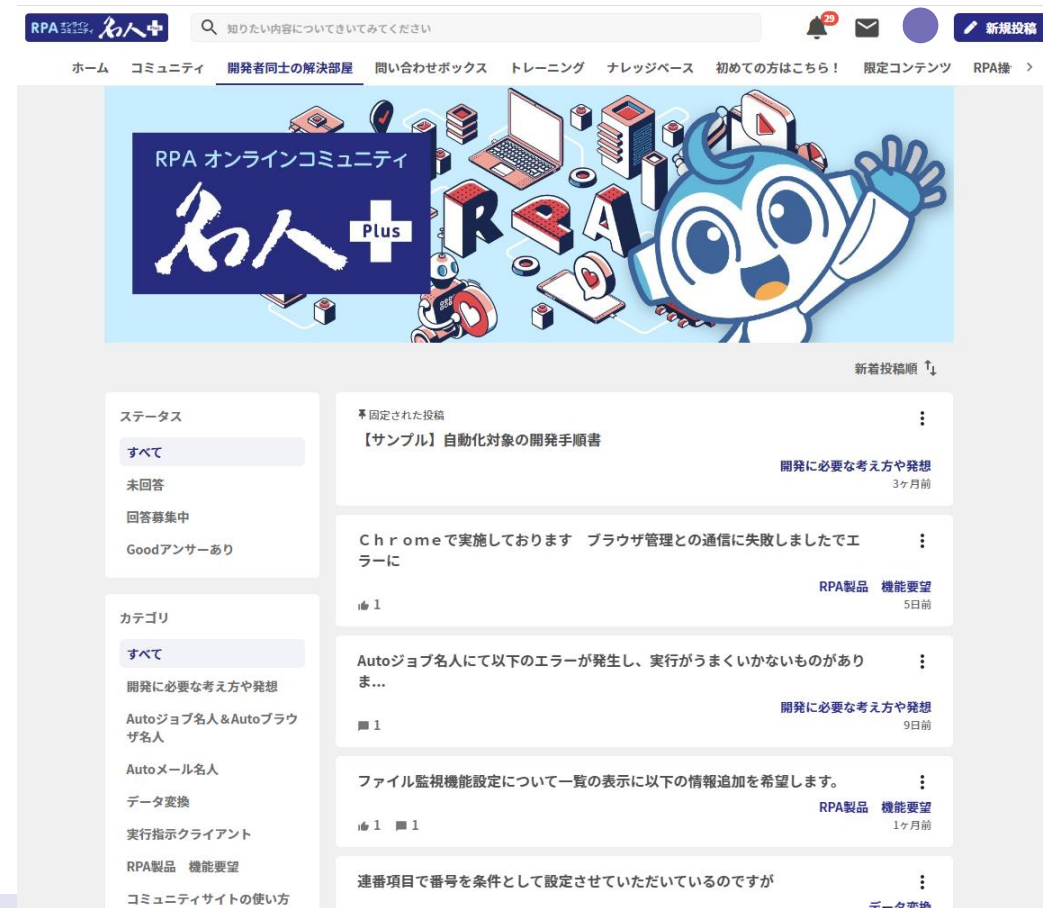 RPA オンラインコミュニティ 名人+
知りたい内容についてきいてみてください
29
新規投稿
ホーム コミュニティ 開発者同士の解決部屋 問い合わせボックス トレーニング ナレッジベース 初めての方はこちら！ 限定コンテンツ RPA操
RPA オンラインコミュニティ
名人
Plus
RPA
新着投稿順
ステータス
すべて
未回答
回答募集中
Goodアンサーあり
カテゴリ
すべて
開発に必要な考え方や発想
Autoジョブ名人＆Autoブラウ
ザ名人
Autoメール名人
データ変換
実行指示クライアント
RPA製品 機能要望
コミュニティサイトの使い方
固定された投稿
【サンプル】自動化対象の開発手順書
開発に必要な考え方や発想
3ヶ月前
Ｃｈｒｏｍｅで実施しております　ブラウザ管理との通信に失敗しましたでエ
ラーに
RPA製品 機能要望
1
5日前
Autoジョブ名人にて以下のエラーが発生し、実行がうまくいかないものがあり
ま...
開発に必要な考え方や発想
1
9日前
ファイル監視機能設定について一覧の表示に以下の情報追加を希望します。
RPA製品 機能要望
1 1
1ヶ月前
連番項目で番号を条件として設定させていただいているのですが
データ変換